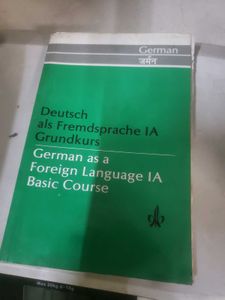 German
जर्मन
Deutsch
als Fremdsprache IA
Grundkurs
German as a
Foreign Language IA
Basic Course